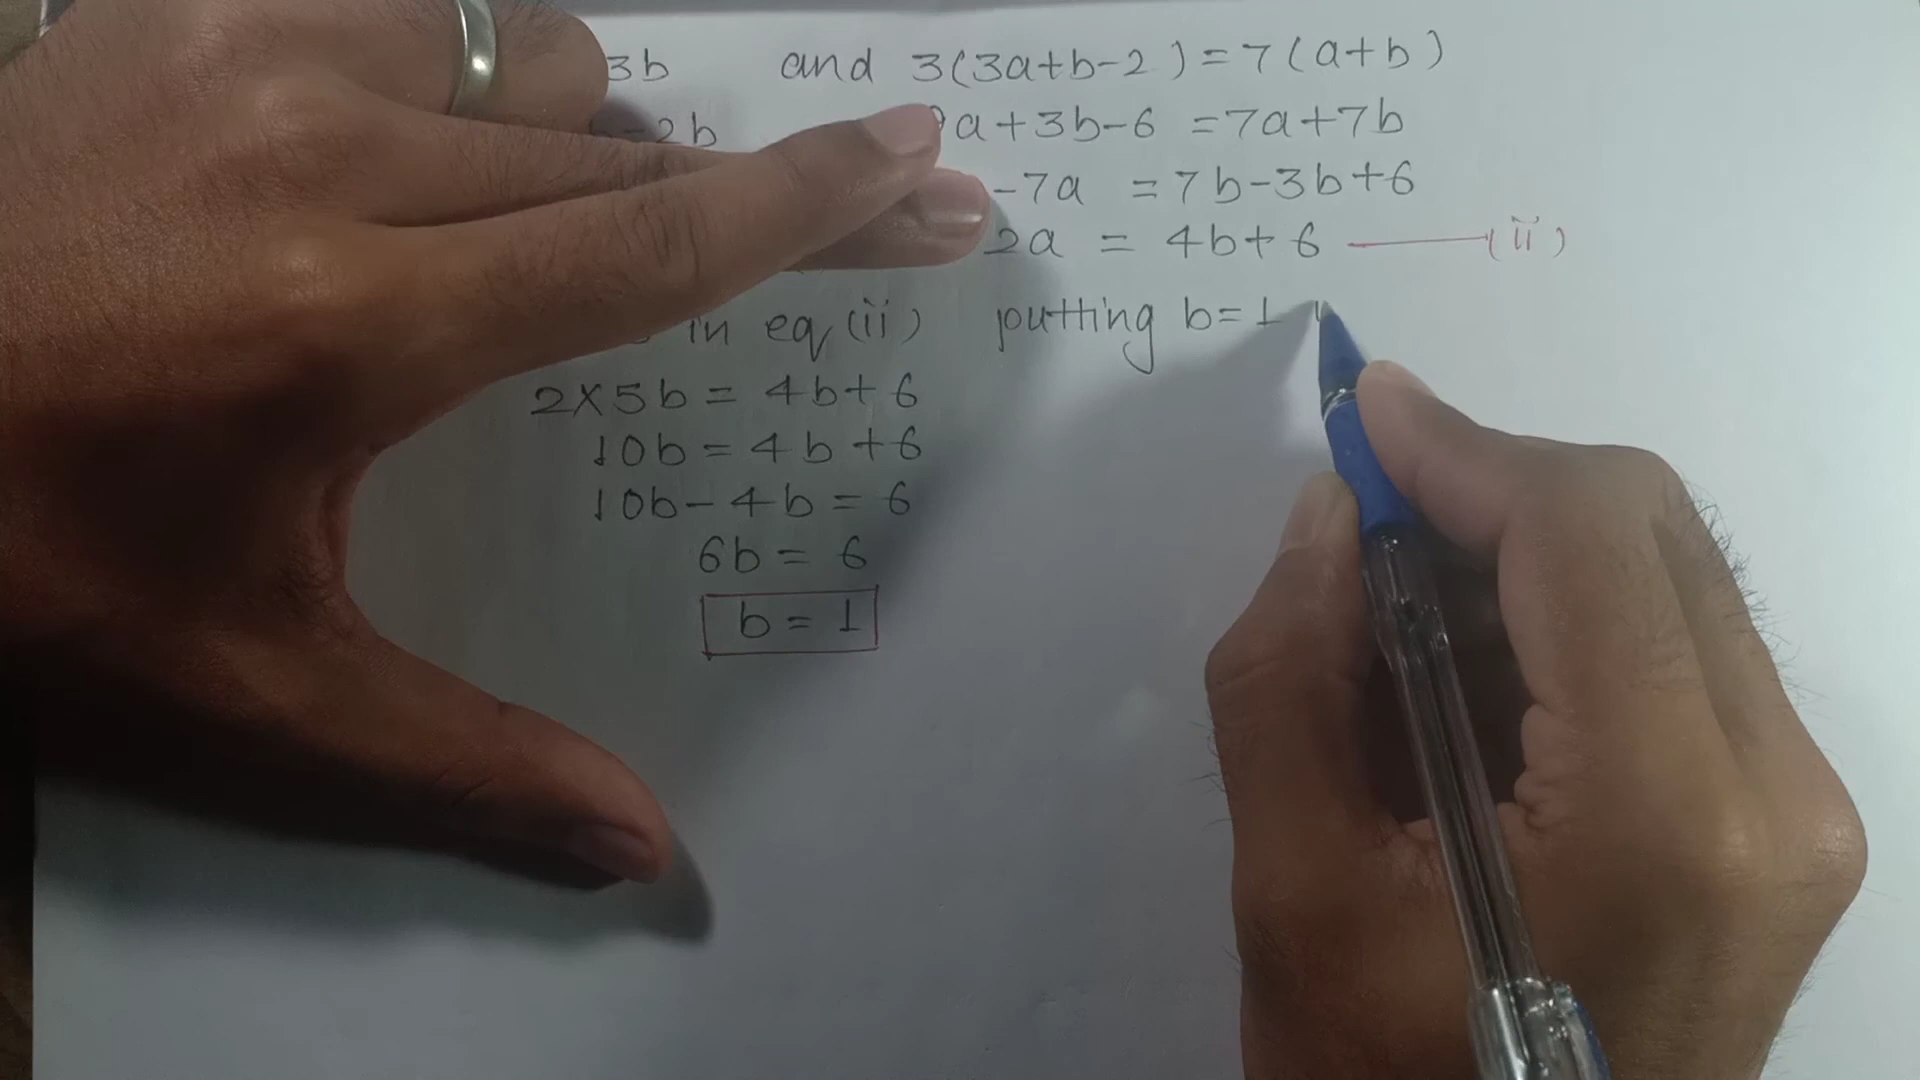 3b and 3(3a+b-2)=7(a+b)
-2b 9a+3b-6 =7a+7b
-7a =7b-3b+6
2a = 4b+6 (ii)
in eq (ii) putting b=1
2×5b = 4b+6
10b = 4b+6
10b-4b = 6
6b = 6
b = 1